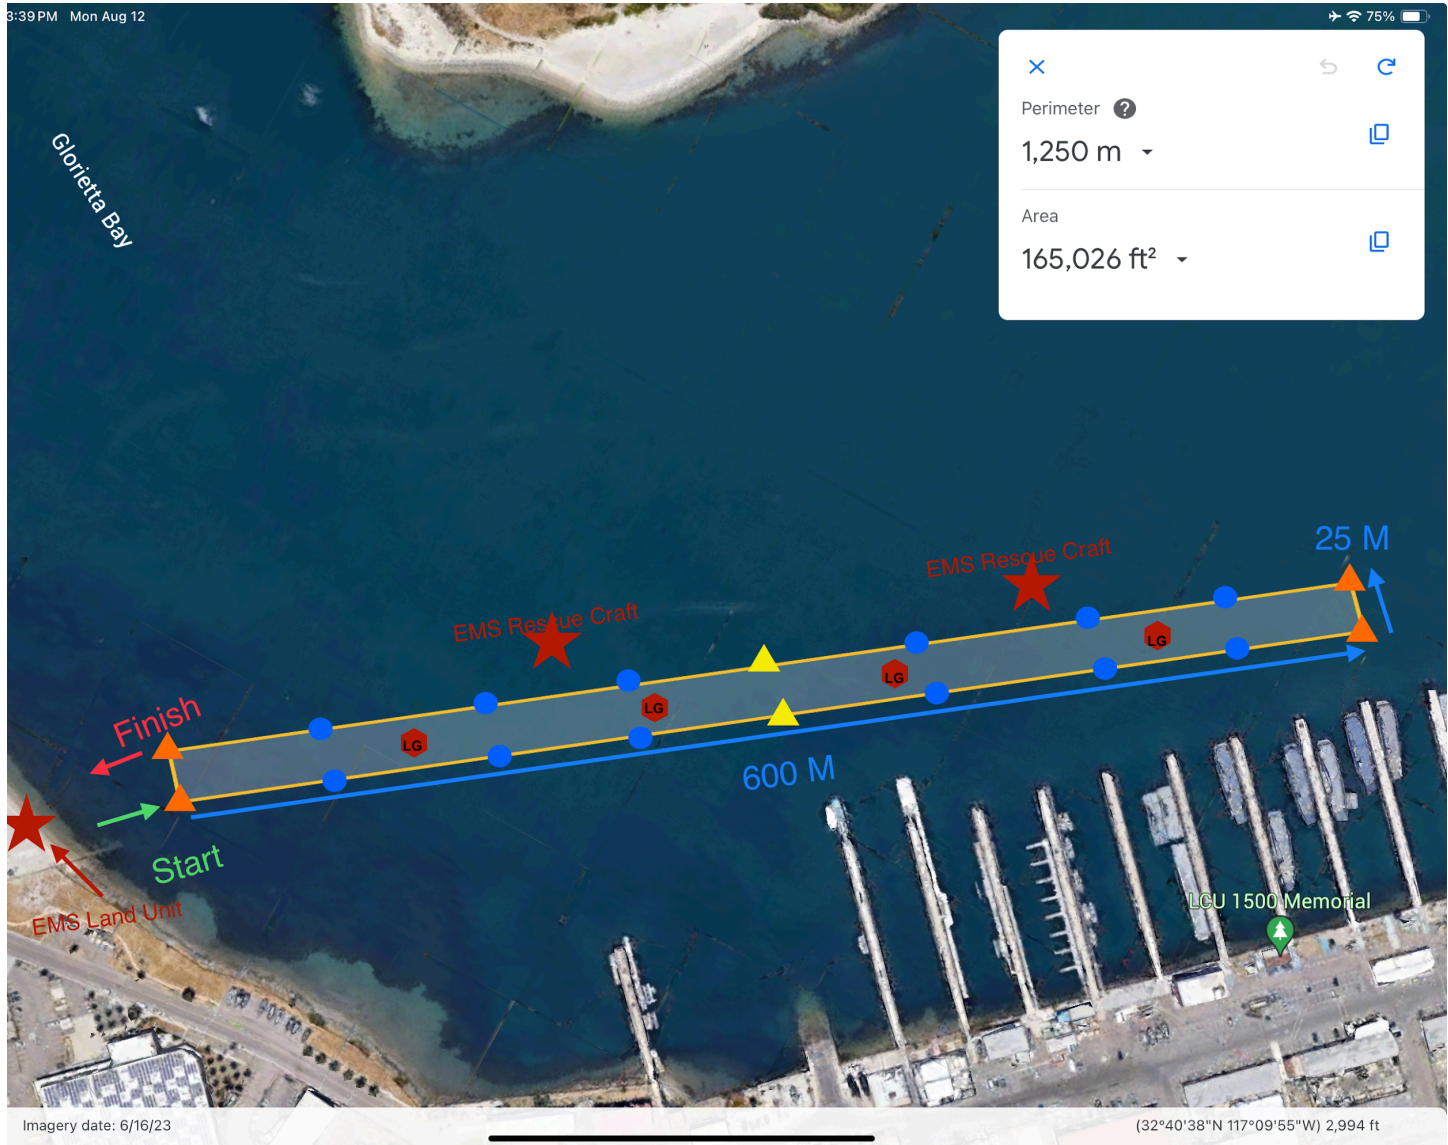 3:39 PM Mon Aug 12
75%
Perimeter ?
1,250 m
Area
165,026 ft²
Glorietta Bay
25 M
EMS Rescue Craft
EMS Rescue Craft
LG
LG
LG
LG
Finish
600 M
Start
EMS Land Unit
LCU 1500 Memorial
Imagery date: 6/16/23
(32°40'38"N 117°09'55"W) 2,994 ft